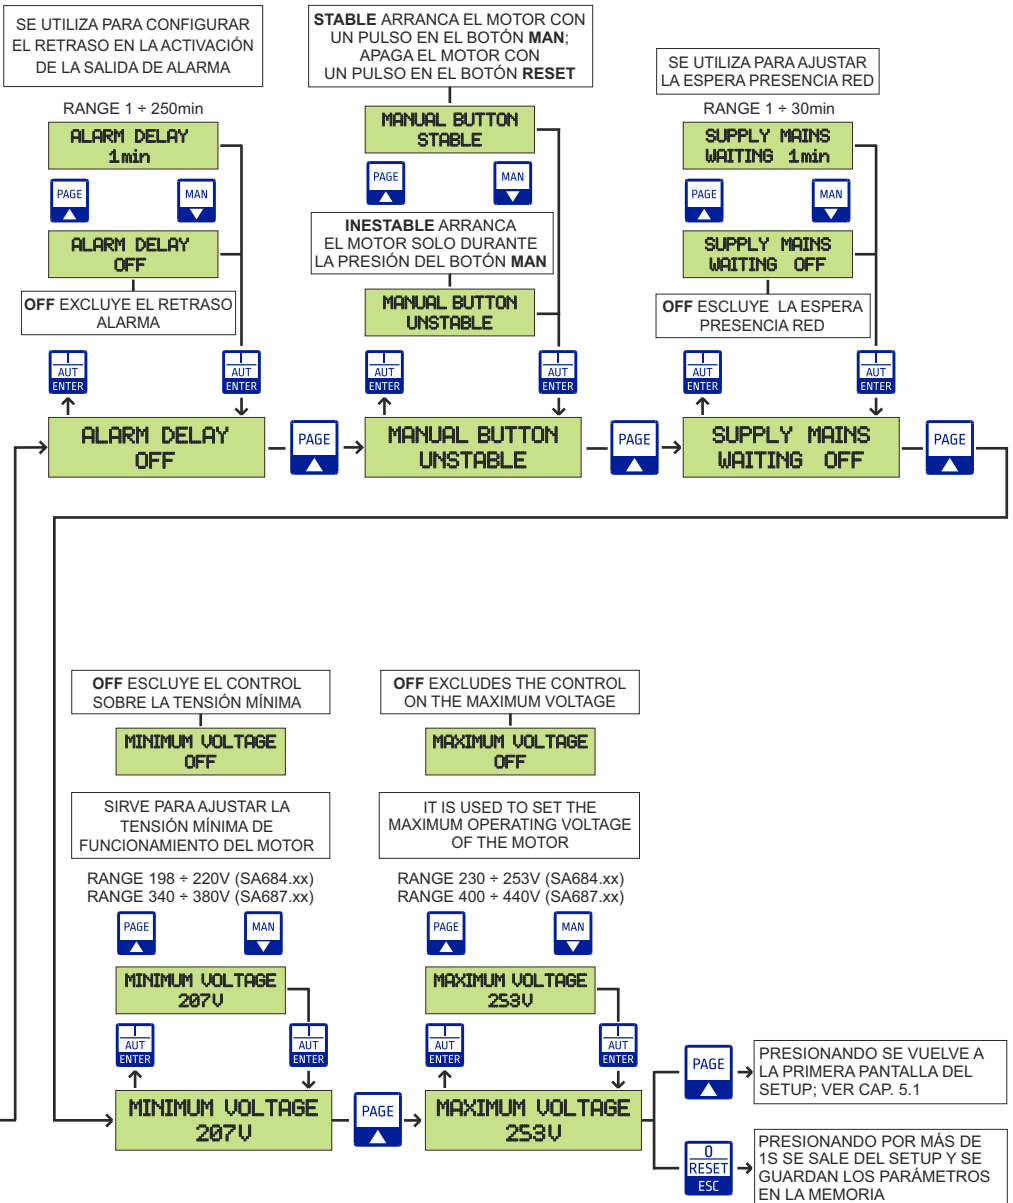 SE UTILIZA PARA CONFIGURAR
EL RETRASO EN LA ACTIVACIÓN
DE LA SALIDA DE ALARMA
RANGE 1 ÷ 250min
ALARM DELAY
1min
PAGE
MAN
ALARM DELAY
OFF
OFF EXCLUYE EL RETRASO
ALARMA
I
AUT
ENTER
I
AUT
ENTER
ALARM DELAY
OFF
PAGE
STABLE ARRANCA EL MOTOR CON
UN PULSO EN EL BOTÓN MAN;
APAGA EL MOTOR CON
UN PULSO EN EL BOTÓN RESET
MANUAL BUTTON
STABLE
PAGE
MAN
INESTABLE ARRANCA
EL MOTOR SOLO DURANTE
LA PRESIÓN DEL BOTÓN MAN
MANUAL BUTTON
UNSTABLE
I
AUT
ENTER
I
AUT
ENTER
MANUAL BUTTON
UNSTABLE
PAGE
SE UTILIZA PARA AJUSTAR
LA ESPERA PRESENCIA RED
RANGE 1 ÷ 30min
SUPPLY MAINS
WAITING 1min
PAGE
MAN
SUPPLY MAINS
WAITING OFF
OFF ESCLUYE LA ESPERA
PRESENCIA RED
I
AUT
ENTER
I
AUT
ENTER
SUPPLY MAINS
WAITING OFF
PAGE
OFF ESCLUYE EL CONTROL
SOBRE LA TENSIÓN MÍNIMA
MINIMUM VOLTAGE
OFF
SIRVE PARA AJUSTAR LA
TENSIÓN MÍNIMA DE
FUNCIONAMIENTO DEL MOTOR
RANGE 198 ÷ 220V (SA684.xx)
RANGE 340 ÷ 380V (SA687.xx)
PAGE
MAN
MINIMUM VOLTAGE
207V
I
AUT
ENTER
I
AUT
ENTER
MINIMUM VOLTAGE
207V
PAGE
OFF EXCLUDES THE CONTROL
ON THE MAXIMUM VOLTAGE
MAXIMUM VOLTAGE
OFF
IT IS USED TO SET THE
MAXIMUM OPERATING VOLTAGE
OF THE MOTOR
RANGE 230 ÷ 253V (SA684.xx)
RANGE 400 ÷ 440V (SA687.xx)
PAGE
MAN
MAXIMUM VOLTAGE
253V
I
AUT
ENTER
I
AUT
ENTER
MAXIMUM VOLTAGE
253V
PAGE
PRESIONANDO SE VUELVE A
LA PRIMERA PANTALLA DEL
SETUP; VER CAP. 5.1
0
RESET
ESC
PRESIONANDO POR MÁS DE
1S SE SALE DEL SETUP Y SE
GUARDAN LOS PARÁMETROS
EN LA MEMORIA